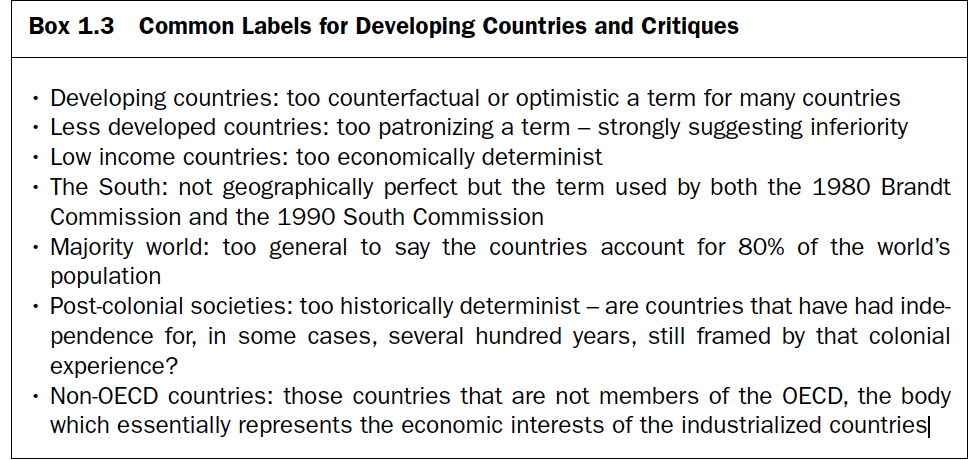 Box 1.3 Common Labels for Developing Countries and Critiques
• Developing countries: too counterfactual or optimistic a term for many countries
• Less developed countries: too patronizing a term – strongly suggesting inferiority
• Low income countries: too economically determinist
• The South: not geographically perfect but the term used by both the 1980 Brandt
Commission and the 1990 South Commission
• Majority world: too general to say the countries account for 80% of the world’s
population
• Post-colonial societies: too historically determinist – are countries that have had inde-
pendence for, in some cases, several hundred years, still framed by that colonial
experience?
• Non-OECD countries: those countries that are not members of the OECD, the body
which essentially represents the economic interests of the industrialized countries